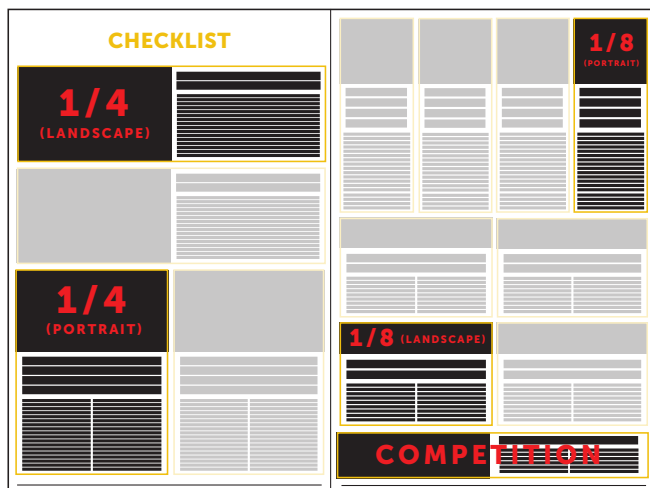 CHECKLIST
1/4
(LANDSCAPE)
1/4
(PORTRAIT)
1/8
(PORTRAIT)
1/8 (LANDSCAPE)
COMPETITION